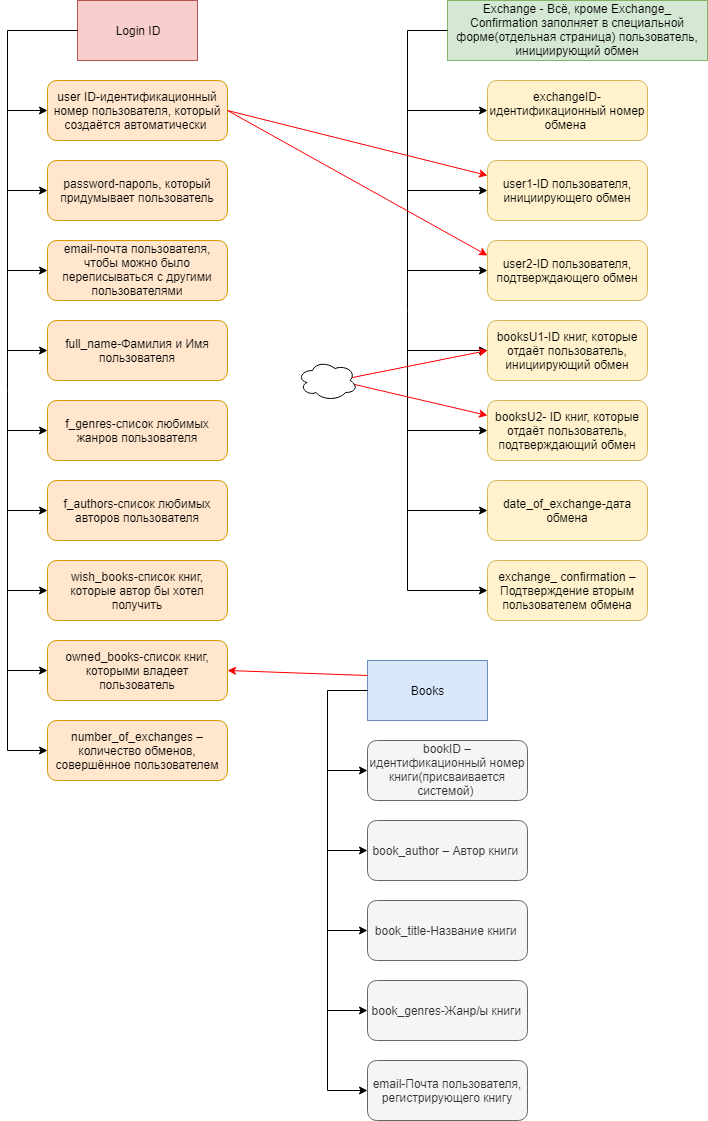 Login ID
user ID-идентификационный
номер пользователя, который
создаётся автоматически
password-пароль, который
придумывает пользователь
email-почта пользователя,
чтобы можно было
переписываться с другими
пользователями
full_name-Фамилия и Имя
пользователя
f_genres-список любимых
жанров пользователя
f_authors-список любимых
авторов пользователя
wish_books-список книг,
которые автор бы хотел
получить
owned_books-список книг,
которыми владеет
пользователь
number_of_exchanges –
количество обменов,
совершённое пользователем
Exchange - Всё, кроме Exchange_
Confirmation заполняет в специальной
форме(отдельная страница) пользователь,
инициирующий обмен
exchangeID-
идентификационный номер
обмена
user1-ID пользователя,
инициирующего обмен
user2-ID пользователя,
подтверждающего обмен
booksU1-ID книг, которые
отдаёт пользователь,
инициирующий обмен
booksU2- ID книг, которые
отдаёт пользователь,
подтверждающий обмен
date_of_exchange-дата
обмена
exchange_ confirmation –
Подтверждение вторым
пользователем обмена
Books
bookID –
идентификационный номер
книги(присваивается
системой)
book_author – Автор книги
book_title-Название книги
book_genres-Жанр/ы книги
email-Почта пользователя,
регистрирующего книгу